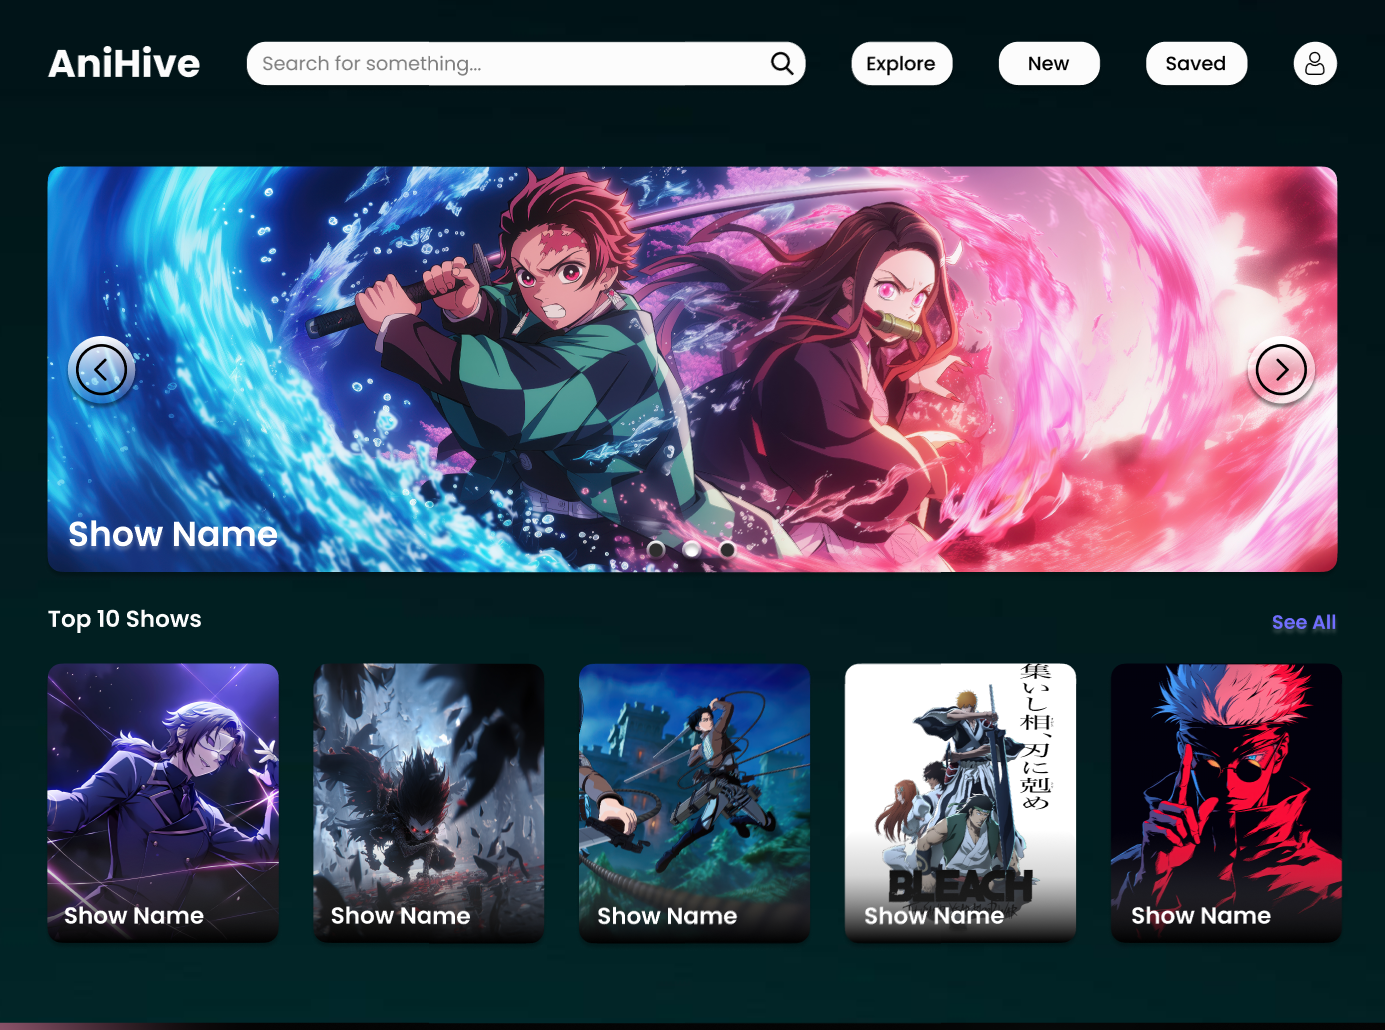 AniHive
Search for something...
Explore
New
Saved
Show Name
Top 10 Shows
See All
Show Name
Show Name
Show Name
集いし相、刃に剋め
BLEACH
Show Name
Show Name